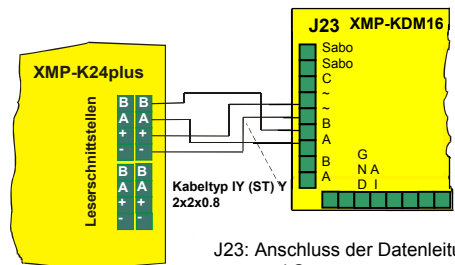 J23 XMP-KDM16
Sabo
Sabo
C
~
~
B
A
B
A
G
N A
D I
XMP-K24plus
Leserschnittstellen
B B
A A
+ +
- -
B B
A A
+ +
- -
Kabeltyp IY (ST) Y
2x2x0.8
J23: Anschluss der Datenleitu